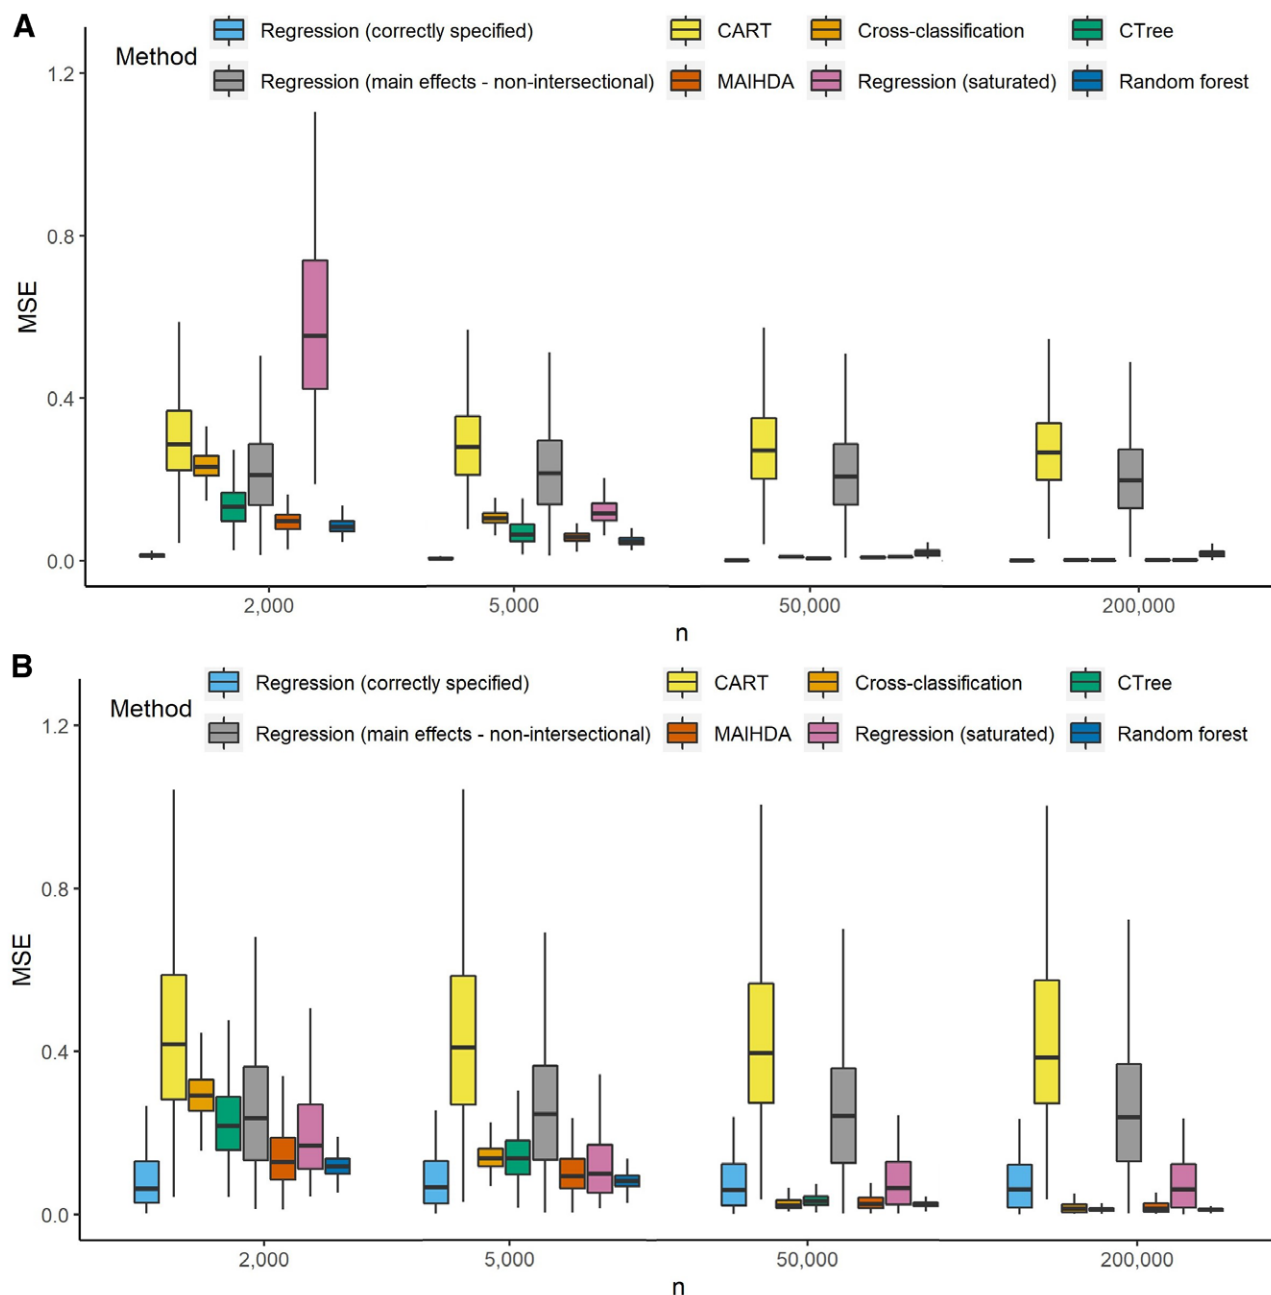 A
Method
Regression (correctly specified) CART Cross-classification CTree
Regression (main effects - non-intersectional) MAIHDA Regression (saturated) Random forest
1.2
0.8
0.4
0.0
MSE
2,000 5,000 50,000 200,000
n
B
Method
Regression (correctly specified) CART Cross-classification CTree
Regression (main effects - non-intersectional) MAIHDA Regression (saturated) Random forest
1.2
0.8
0.4
0.0
MSE
2,000 5,000 50,000 200,000
n